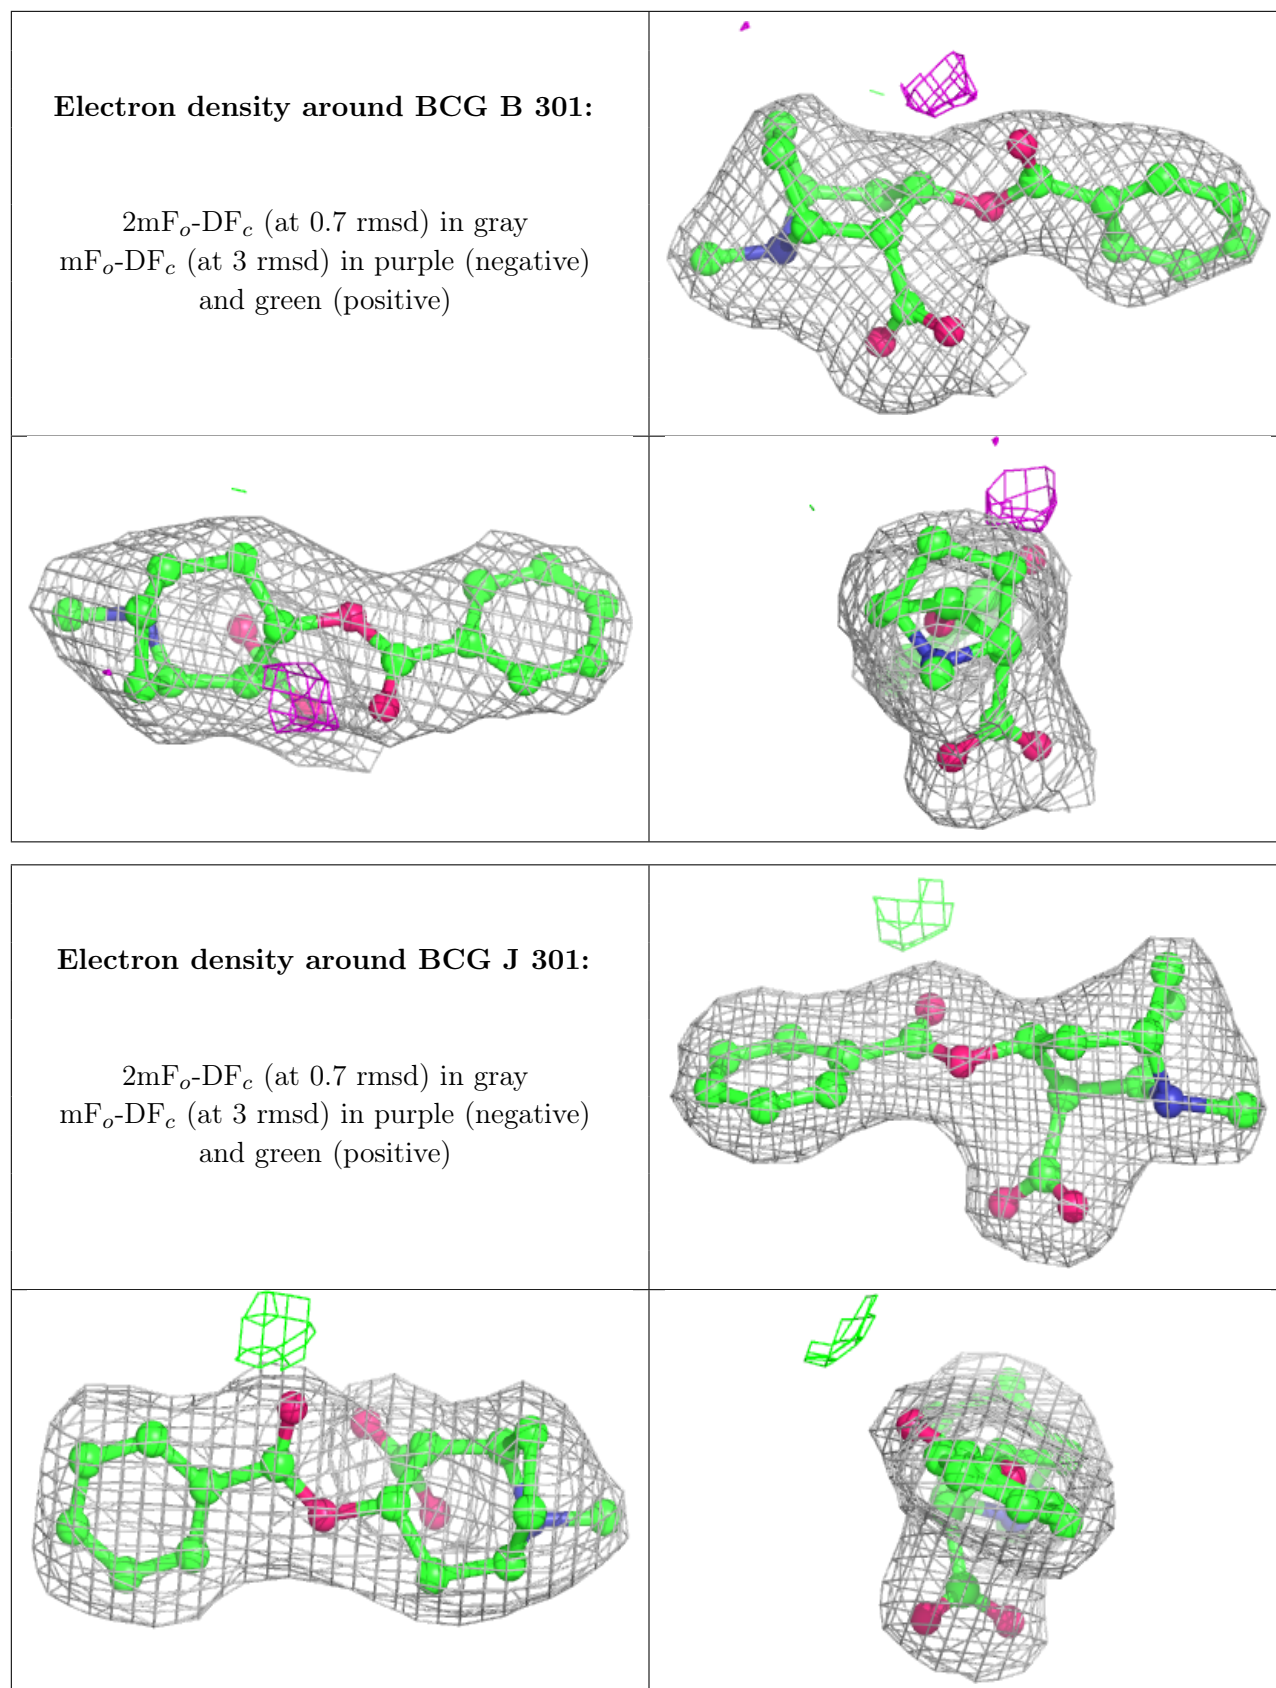 Electron density around BCG B 301:
2mFo-DFc (at 0.7 rmsd) in gray
mFo-DFc (at 3 rmsd) in purple (negative)
and green (positive)
Electron density around BCG J 301:
2mFo-DFc (at 0.7 rmsd) in gray
mFo-DFc (at 3 rmsd) in purple (negative)
and green (positive)